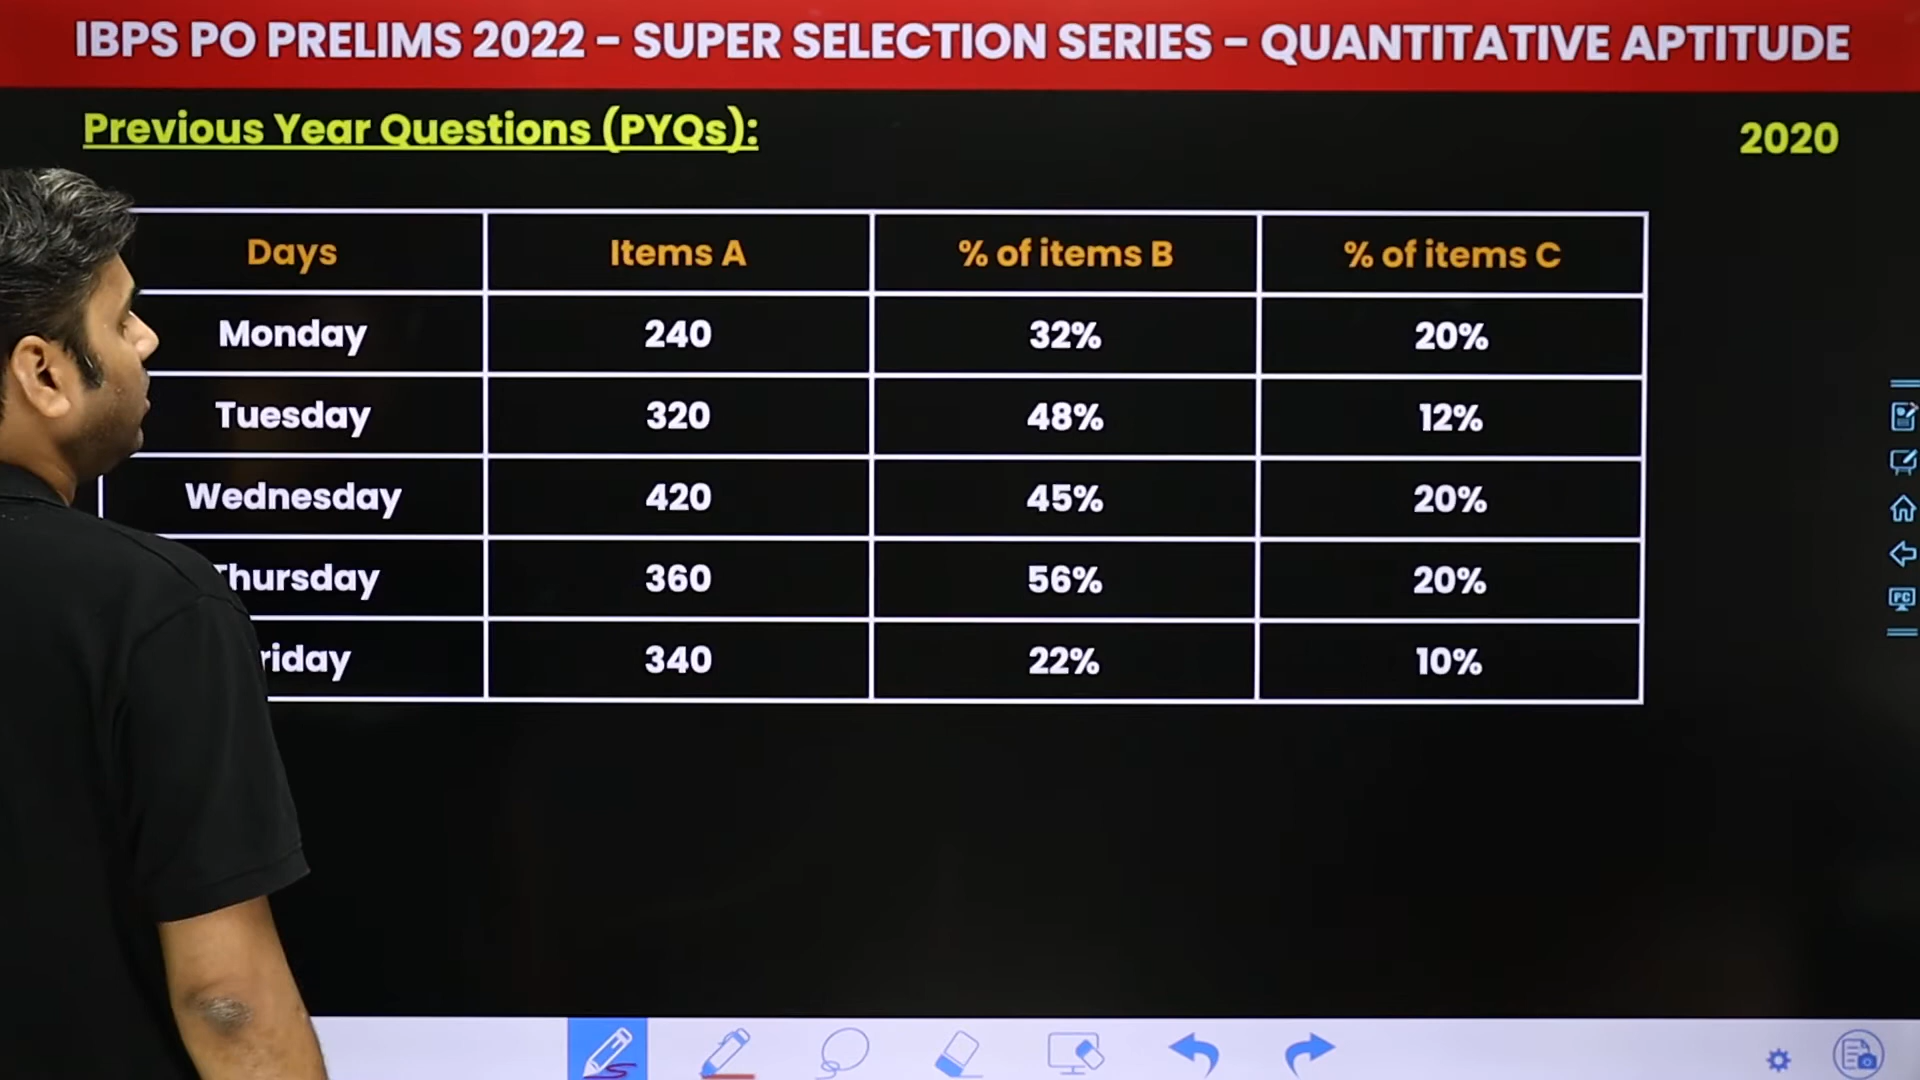 IBPS PO PRELIMS 2022 - SUPER SELECTION SERIES - QUANTITATIVE APTITUDE
Previous Year Questions (PYQs):
2020
Days Items A % of items B % of items C
Monday 240 32% 20%
Tuesday 320 48% 12%
Wednesday 420 45% 20%
Thursday 360 56% 20%
riday 340 22% 10%
PC